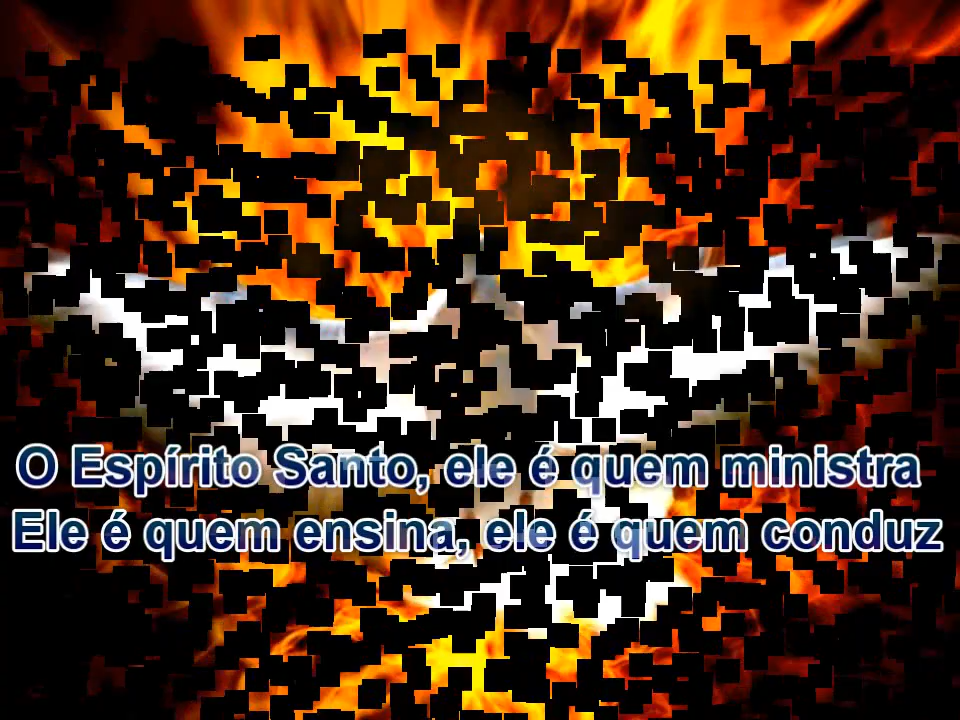 O Espírito Santo, ele é quem ministra
Ele é quem ensina, ele é quem conduz